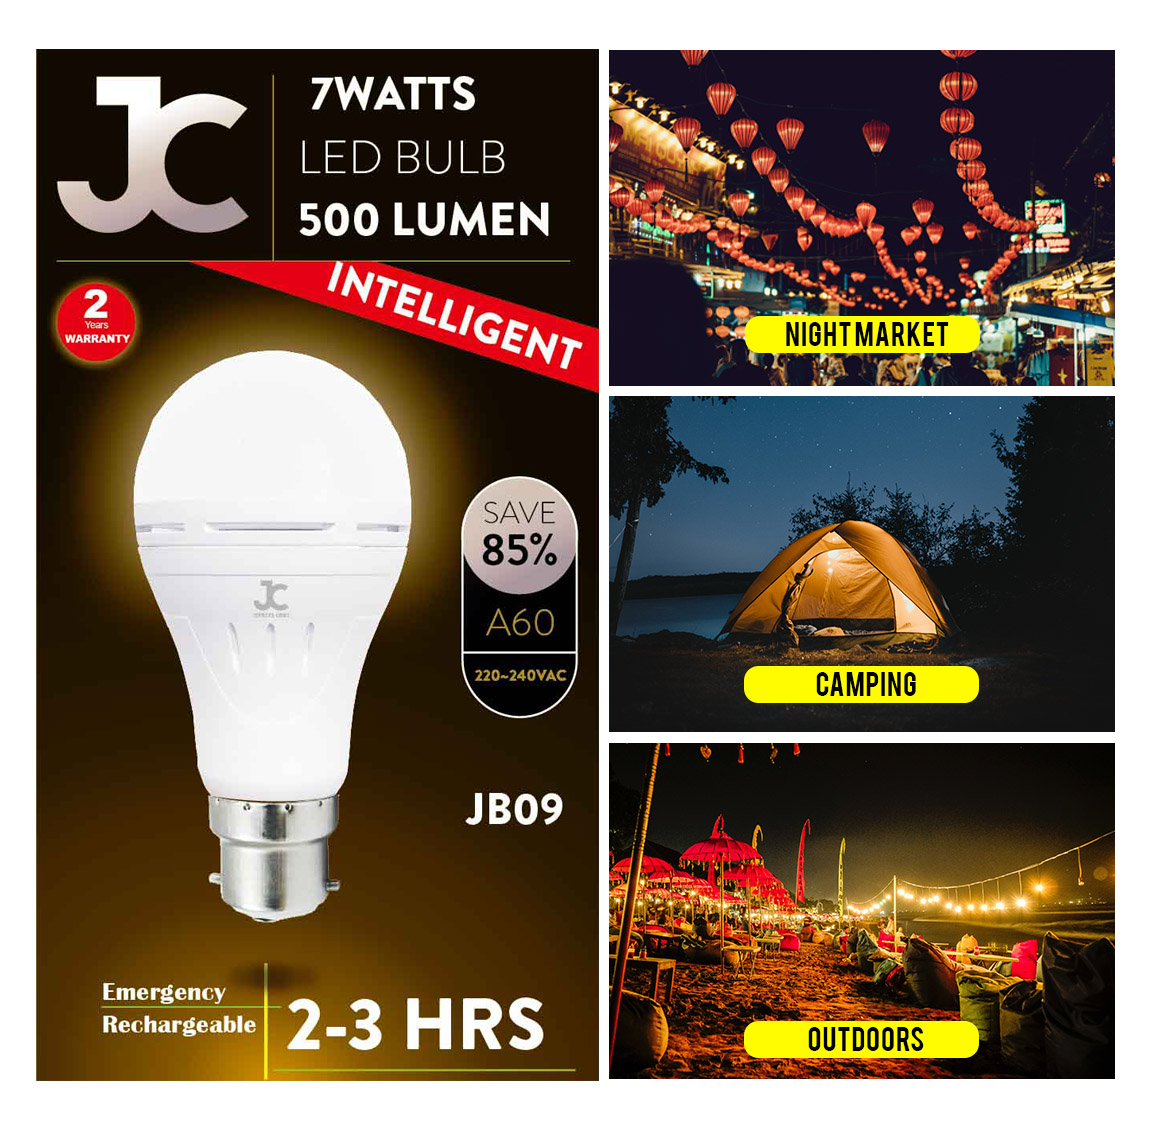 JC
7WATTS
LED BULB
500 LUMEN
INTELLIGENT
2
Years
WARRANTY
SAVE
85%
A60
220~240VAC
JC
JB09
Emergency
Rechargeable
2-3 HRS
NIGHT MARKET
CAMPING
OUTDOORS